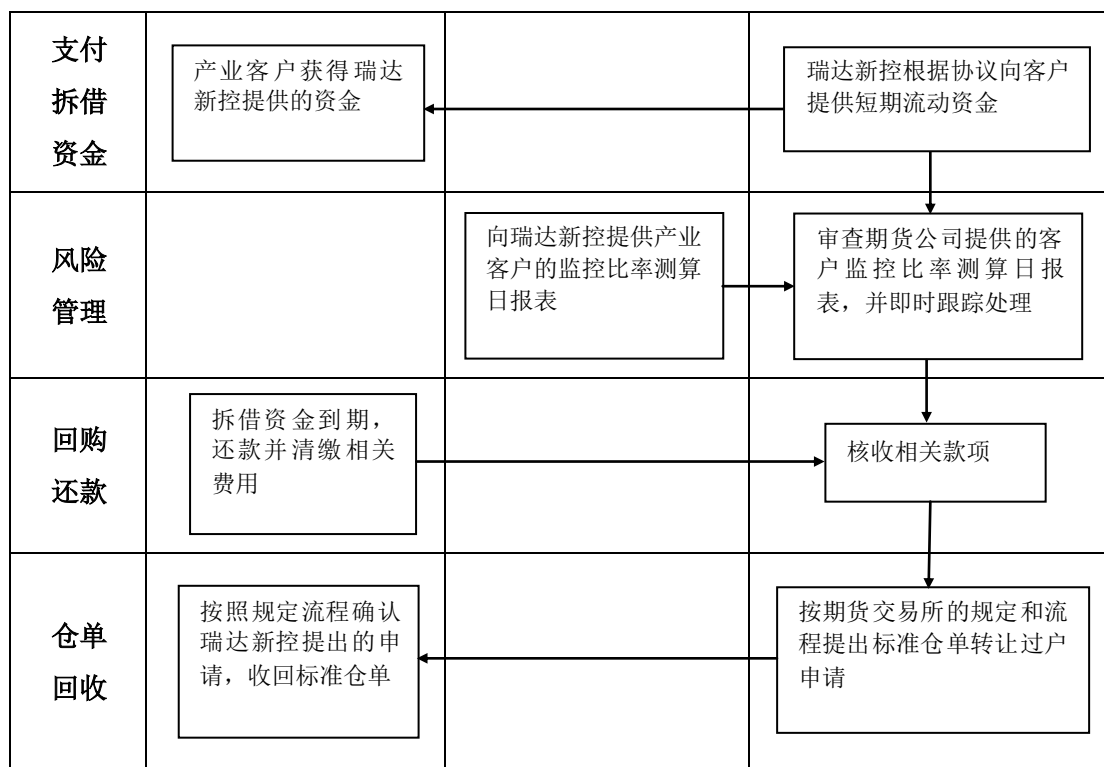 支付
拆借
资金
产业客户获得瑞达
新控提供的资金
瑞达新控根据协议向客户
提供短期流动资金
风险
管理
向瑞达新控提供产业
客户的监控比率测算
日报表
审查期货公司提供的客
户监控比率测算日报
表，并即时跟踪处理
回购
还款
拆借资金到期，
还款并清缴相关
费用
核收相关款项
仓单
回收
按照规定流程确认
瑞达新控提出的申
请，收回标准仓单
按期货交易所的规定和流
程提出标准仓单转让过户
申请